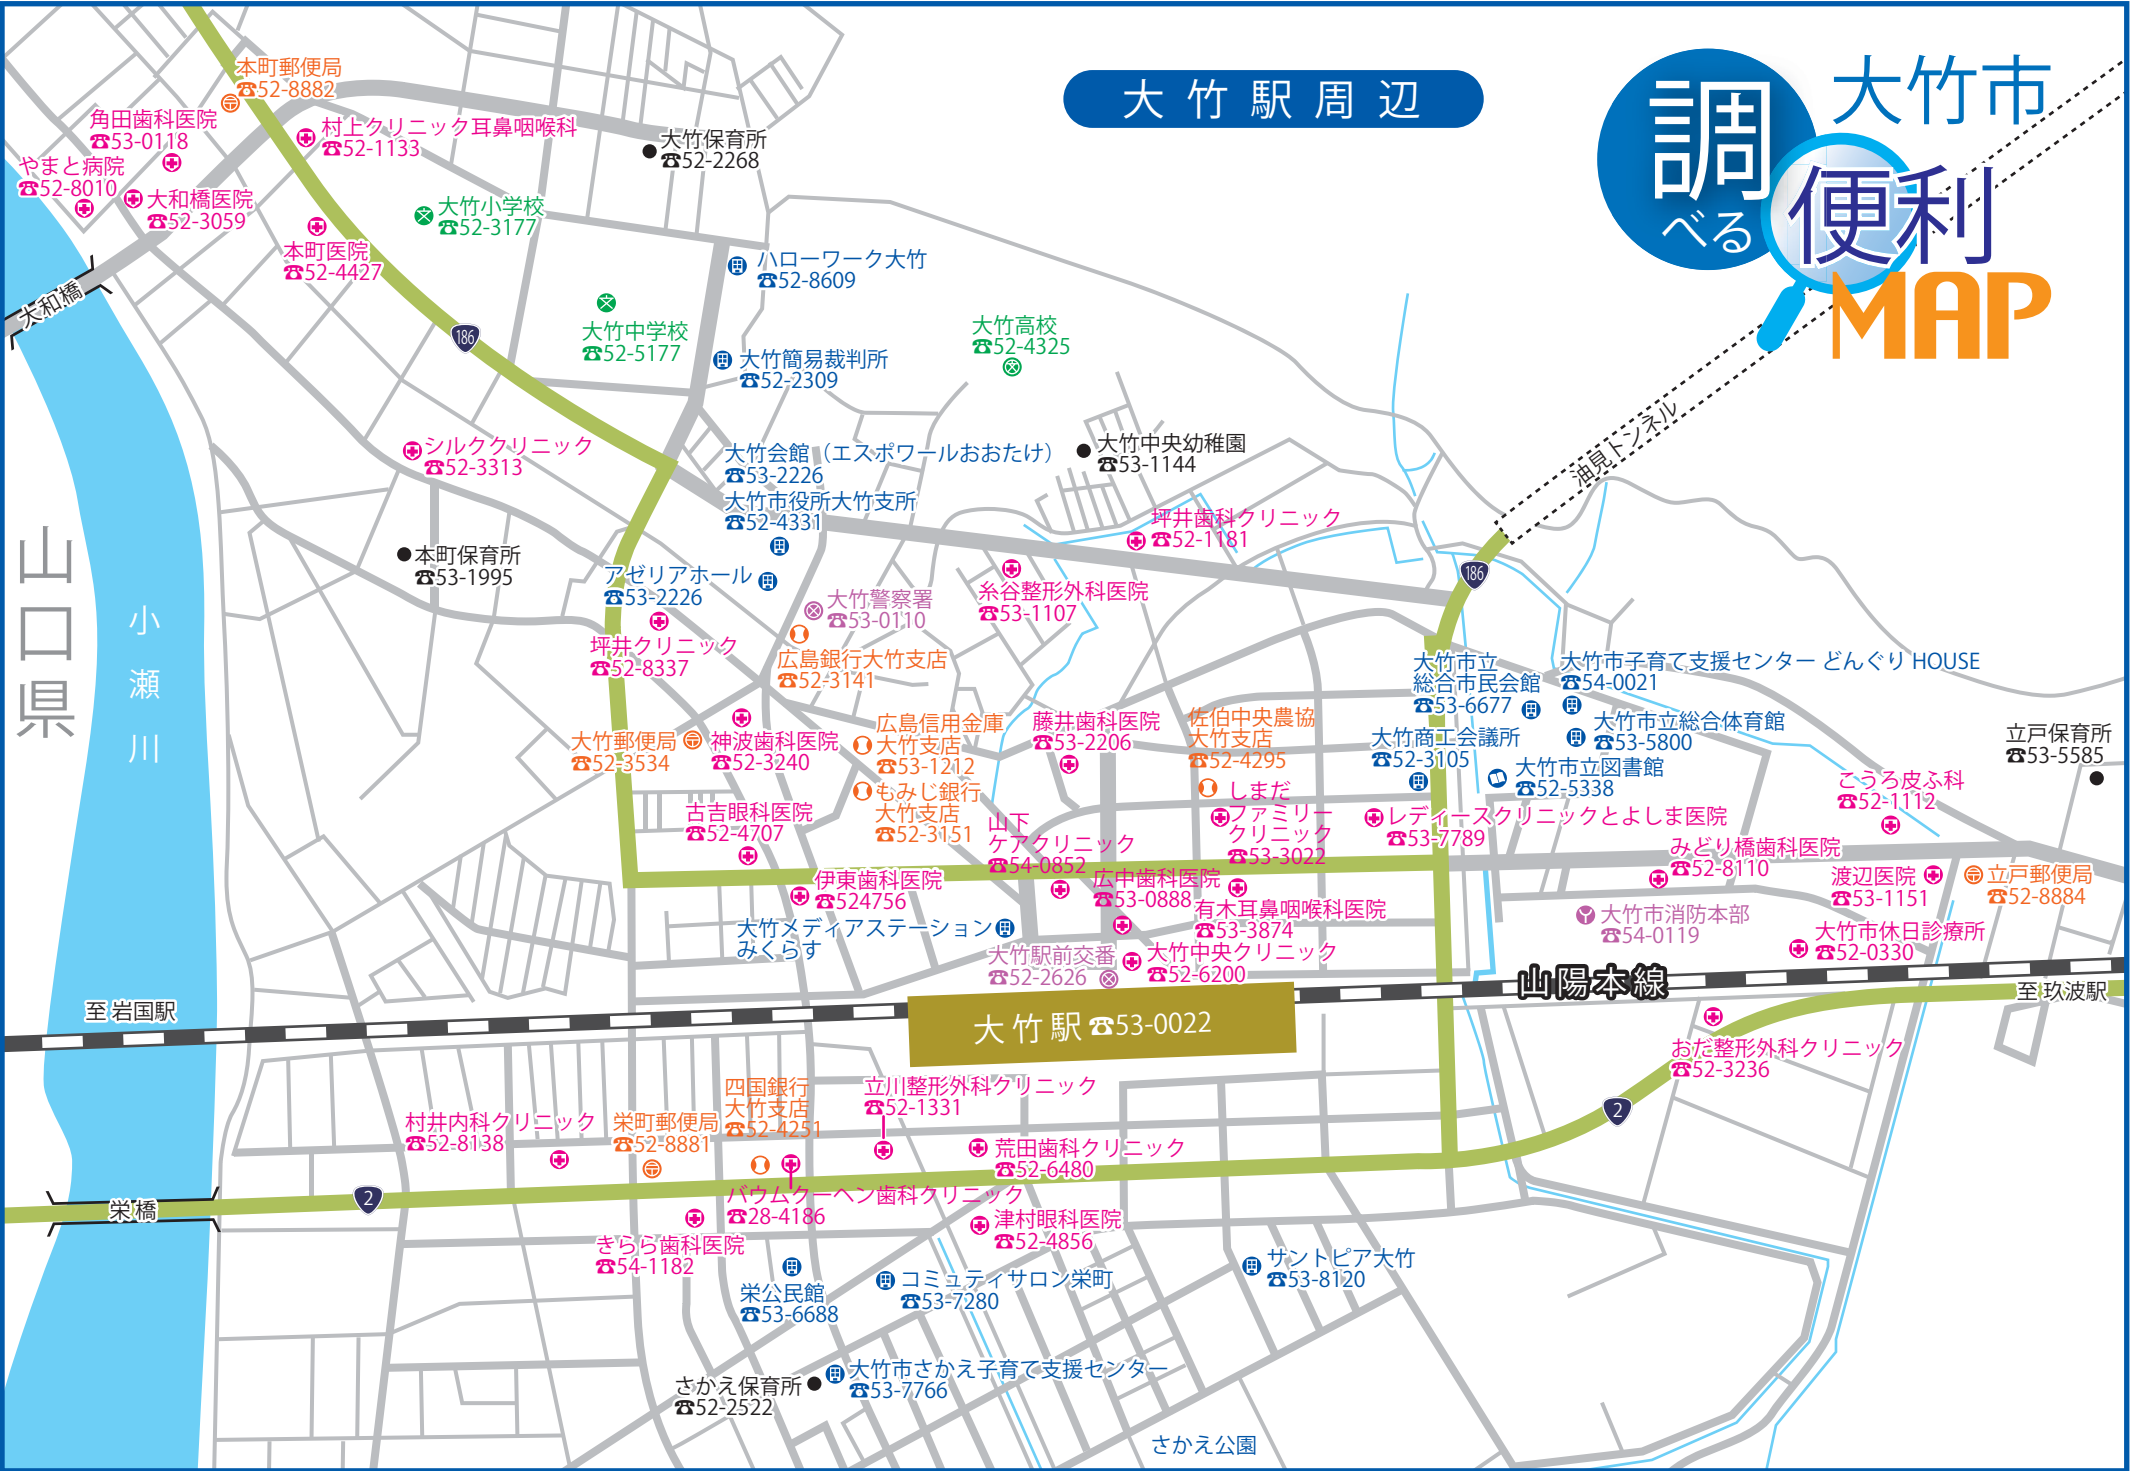 大竹駅周辺
大竹市
調
べる
便利
MAP
本町郵便局
☎52-8882
角田歯科医院
☎53-0118
やまと病院
☎52-8010
大和橋医院
☎52-3059
村上クリニック耳鼻咽喉科
☎52-1133
大竹保育所
☎52-2268
大竹小学校
☎52-3177
本町医院
☎52-4427
大和橋
ハローワーク大竹
☎52-8609
186
大竹中学校
☎52-5177
大竹簡易裁判所
☎52-2309
大竹高校
☎52-4325
油見トンネル
シルククリニック
☎52-3313
大竹会館（エスポワールおおたけ）
☎53-2226
大竹市役所大竹支所
☎52-4331
大竹中央幼稚園
☎53-1144
坪井歯科クリニック
☎52-1181
山口県
小瀬川
本町保育所
☎53-1995
アゼリアホール
☎53-2226
大竹警察署
☎53-0110
糸谷整形外科医院
☎53-1107
186
坪井クリニック
☎52-8337
広島銀行大竹支店
☎52-3141
大竹市立
総合市民会館
☎53-6677
大竹市子育て支援センター どんぐり HOUSE
☎54-0021
大竹市立総合体育館
☎53-5800
大竹郵便局
☎52-3534
神波歯科医院
☎52-3240
広島信用金庫
大竹支店
☎53-1212
藤井歯科医院
☎53-2206
佐伯中央農協
大竹支店
☎52-4295
大竹商工会議所
☎52-3105
大竹市立図書館
☎52-5338
立戸保育所
☎53-5585
こうろ皮ふ科
☎52-1112
もみじ銀行
大竹支店
☎52-3151
古吉眼科医院
☎52-4707
山下
ケアクリニック
☎54-0852
しまだ
ファミリー
クリニック
☎53-3022
レディースクリニックとよしま医院
☎53-7789
みどり橋歯科医院
☎52-8110
渡辺医院
☎53-1151
立戸郵便局
☎52-8884
伊東歯科医院
☎524756
広中歯科医院
☎53-0888
有木耳鼻咽喉科医院
☎53-3874
大竹市消防本部
☎54-0119
大竹市休日診療所
☎52-0330
大竹メディアステーション
みくらす
大竹駅前交番
☎52-2626
大竹中央クリニック
☎52-6200
山陽本線
至 岩国駅
至 玖波駅
大竹駅☎53-0022
おだ整形外科クリニック
☎52-3236
四国銀行
大竹支店
☎52-4251
立川整形外科クリニック
☎52-1331
村井内科クリニック
☎52-8138
栄町郵便局
☎52-8881
荒田歯科クリニック
☎52-6480
2
2
栄橋
バウムクーヘン歯科クリニック
☎28-4186
津村眼科医院
☎52-4856
きらら歯科医院
☎54-1182
栄公民館
☎53-6688
コミュティサロン栄町
☎53-7280
サントピア大竹
☎53-8120
さかえ保育所
☎52-2522
大竹市さかえ子育て支援センター
☎53-7766
さかえ公園